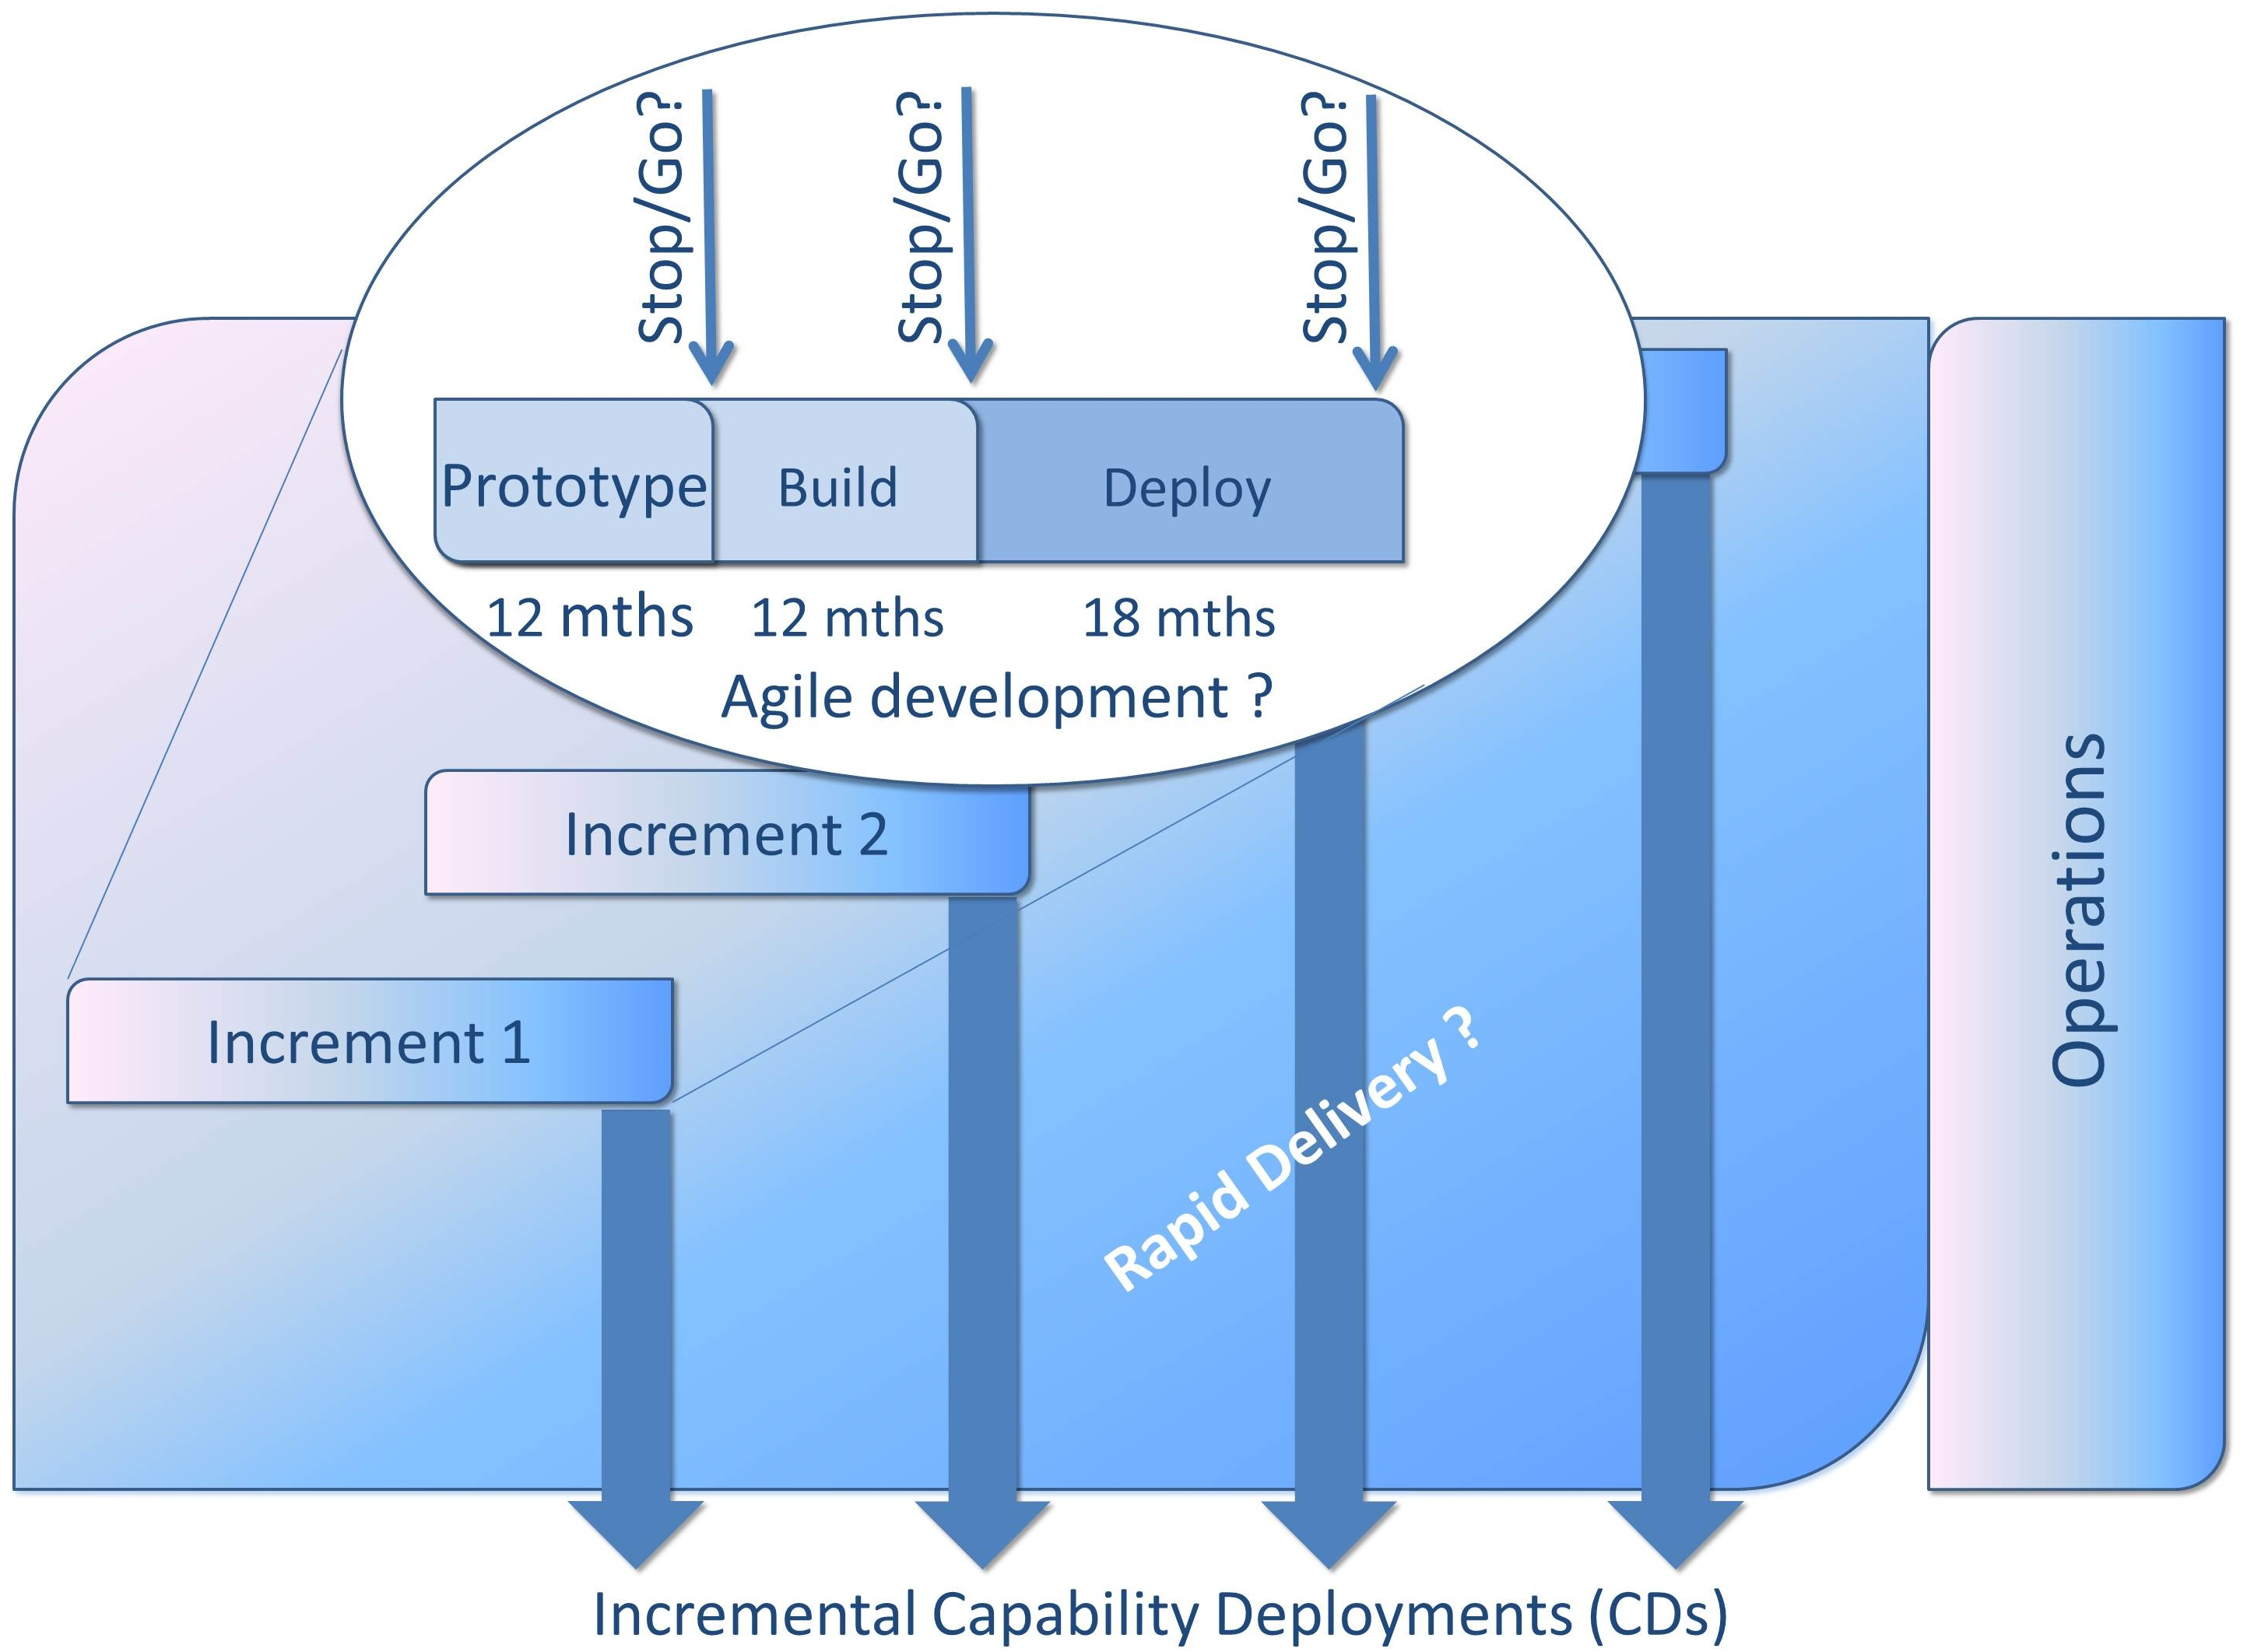 Stop/Go?
Stop/Go?
Stop/Go?
Prototype
Build
Deploy
12 mths
12 mths
18 mths
Agile development ?
Increment 2
Increment 1
Rapid Delivery ?
Operations
Incremental Capability Deployments (CDs)